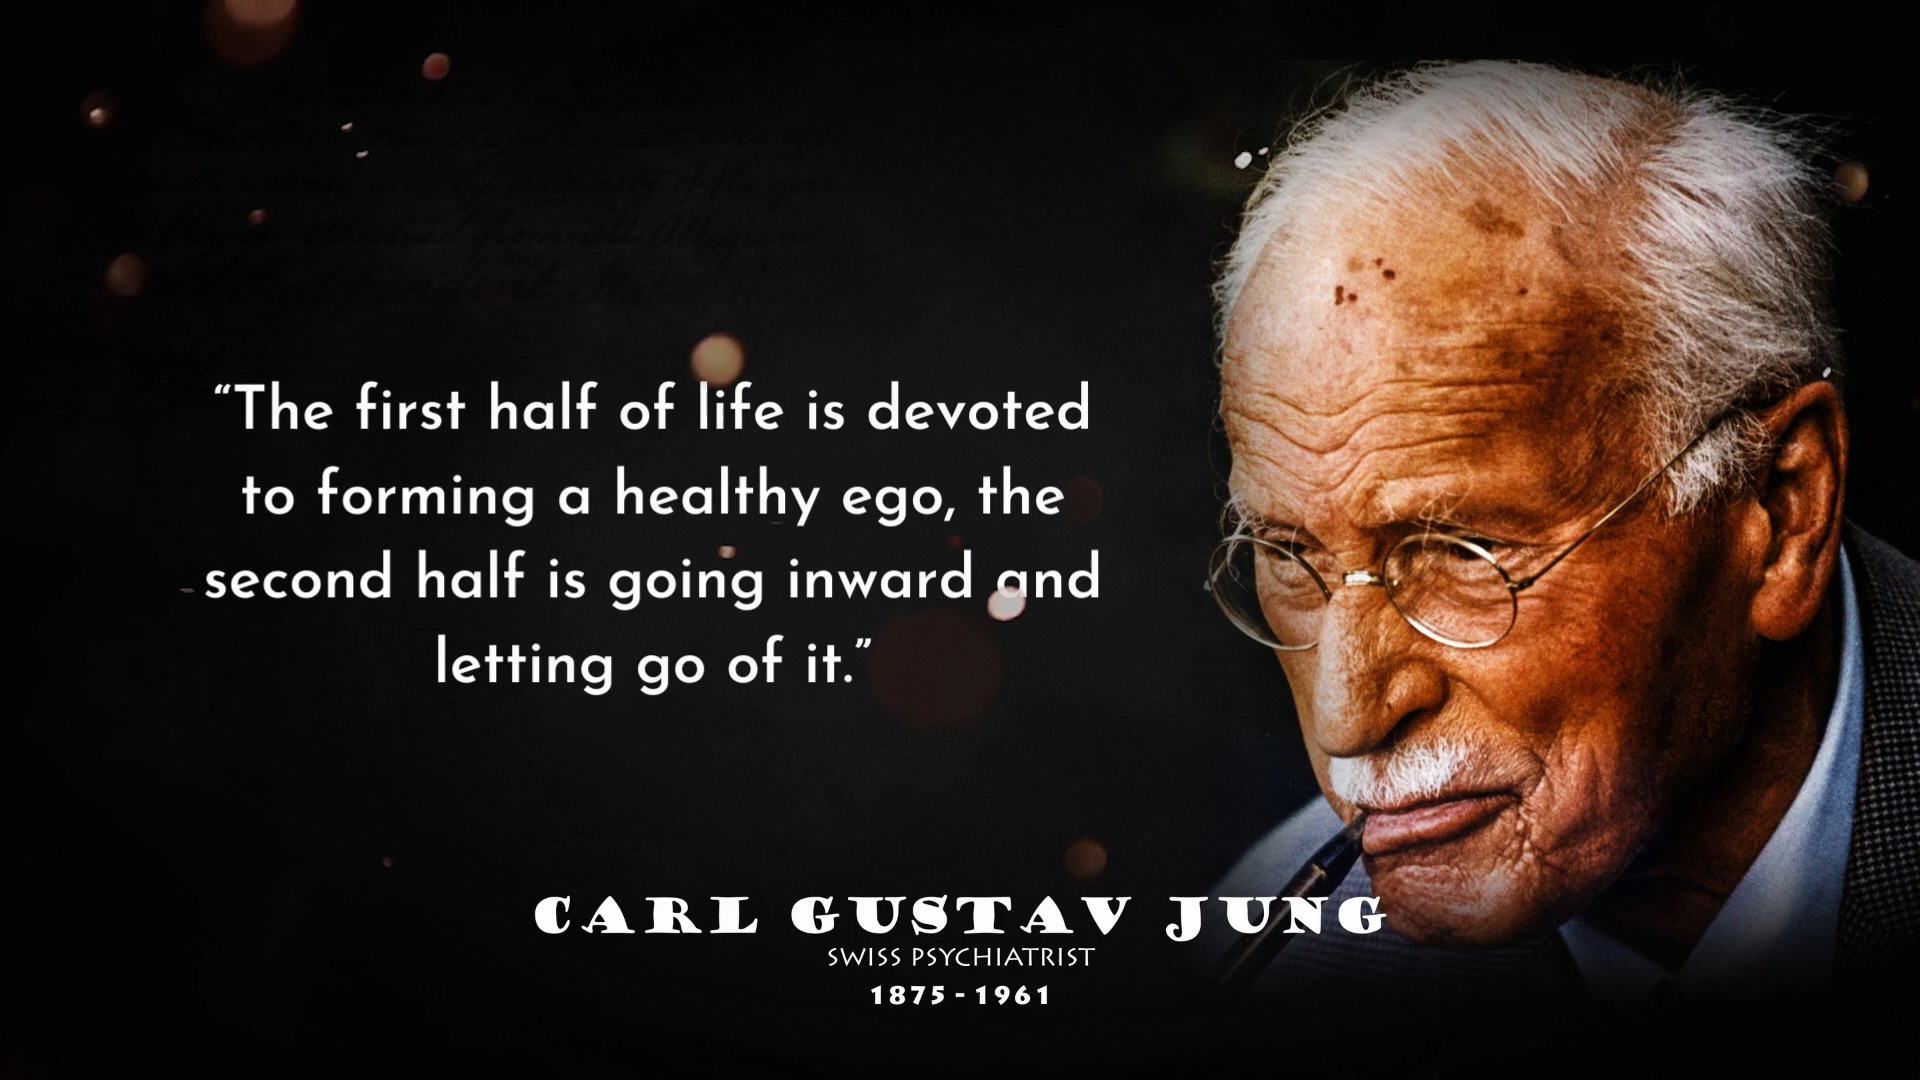 “The first half of life is devoted
to forming a healthy ego, the
second half is going inward and
letting go of it.”
CARL GUSTAV JUNG
SWISS PSYCHIATRIST
1875 - 1961